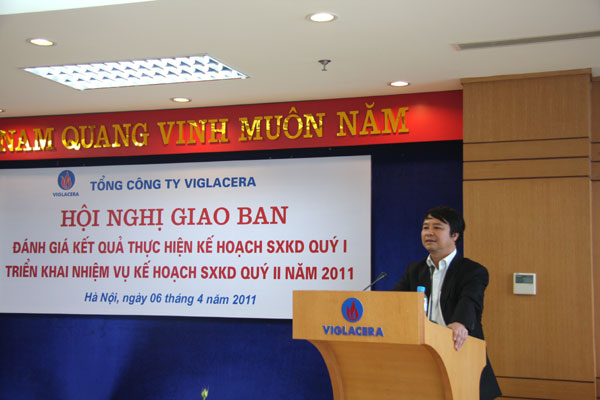 NAM QUANG VINH MUÔN NĂM
VIGLACERA
TỔNG CÔNG TY VIGLACERA
HỘI NGHỊ GIAO BAN
ĐÁNH GIÁ KẾT QUẢ THỰC HIỆN KẾ HOẠCH SXKD QUÝ I
TRIỂN KHAI NHIỆM VỤ KẾ HOẠCH SXKD QUÝ II NĂM 2011
Hà Nội, ngày 06 tháng 4 năm 2011
VIGLACERA